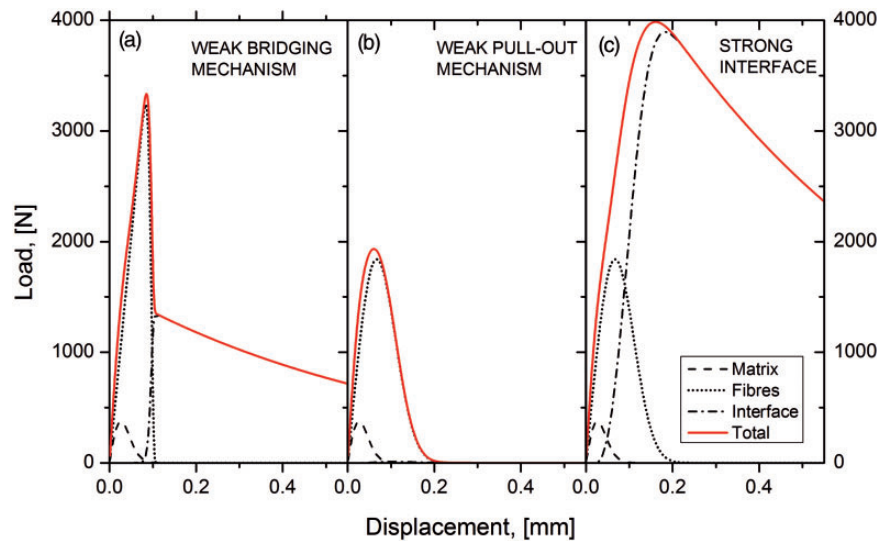 (a)
WEAK BRIDGING
MECHANISM
(b)
WEAK PULL-OUT
MECHANISM
(c)
STRONG
INTERFACE
4000
3000
2000
1000
0
4000
3000
2000
1000
0
Load, [N]
Matrix
Fibres
Interface
Total
0.0
0.2
0.4
0.0
0.2
0.4
0.0
0.2
0.4
Displacement, [mm]